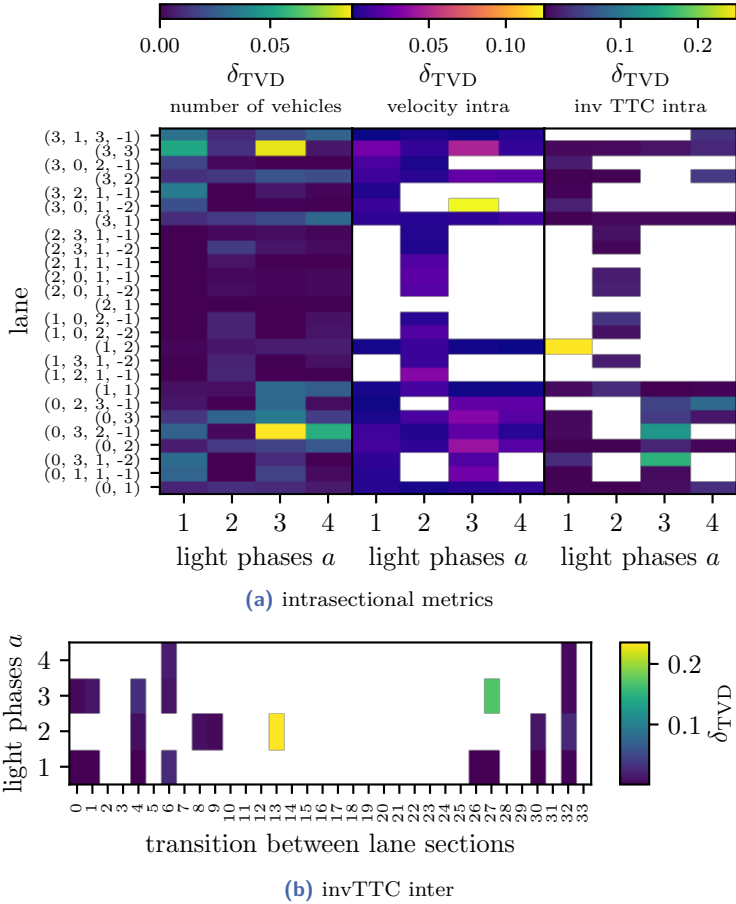 0.00 0.05 0.05 0.10 0.1 0.2
δTVD δTVD δTVD
number of vehicles velocity intra inv TTC intra
lane
(3, 1, 3, -1)
(3, 3)
(3, 0, 2, -1)
(3, 2)
(3, 2, 1, -1)
(3, 0, 1, -2)
(3, 1)
(2, 3, 1, -1)
(2, 3, 1, -2)
(2, 1, 1, -1)
(2, 0, 1, -1)
(2, 0, 1, -2)
(2, 1)
(1, 0, 2, -1)
(1, 0, 2, -2)
(1, 2)
(1, 3, 1, -2)
(1, 2, 1, -1)
(1, 1)
(0, 2, 3, -1)
(0, 3)
(0, 3, 2, -1)
(0, 2)
(0, 3, 1, -2)
(0, 1, 1, -1)
(0, 1)
1 2 3 4 1 2 3 4 1 2 3 4
light phases a light phases a light phases a
(a) intrasectional metrics
light phases a
4
3
2
1
0 1 2 3 4 5 6 7 8 9 10 11 12 13 14 15 16 17 18 19 20 21 22 23 24 25 26 27 28 29 30 31 32 33
transition between lane sections
0.2
0.1
δTVD
(b) invTTC inter